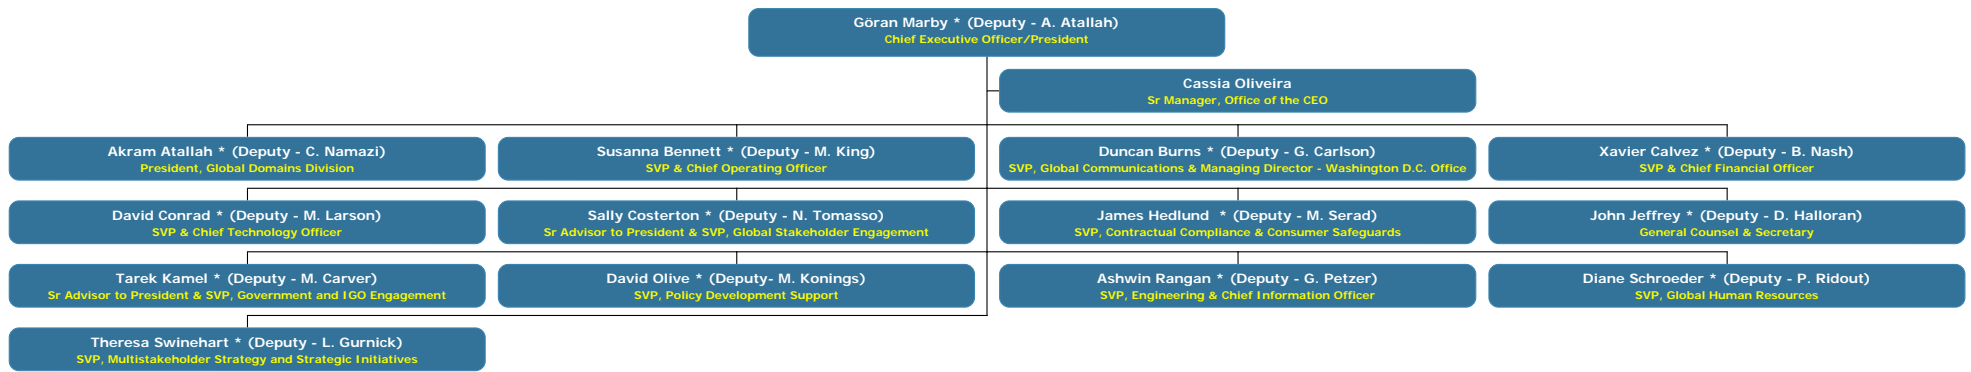 Göran Marby * (Deputy - A. Atallah)
Chief Executive Officer/President
Cassia Oliveira
Sr Manager, Office of the CEO
Akram Atallah * (Deputy - C. Namazi)
President, Global Domains Division
Susanna Bennett * (Deputy - M. King)
SVP & Chief Operating Officer
Duncan Burns * (Deputy - G. Carlson)
SVP, Global Communications & Managing Director - Washington D.C. Office
Xavier Calvez * (Deputy - B. Nash)
SVP & Chief Financial Officer
David Conrad * (Deputy - M. Larson)
SVP & Chief Technology Officer
Sally Costerton * (Deputy - N. Tomasso)
Sr Advisor to President & SVP, Global Stakeholder Engagement
James Hedlund  * (Deputy - M. Serad)
SVP, Contractual Compliance & Consumer Safeguards
John Jeffrey * (Deputy - D. Halloran)
General Counsel & Secretary
Tarek Kamel *  (Deputy - M. Carver)
Sr Advisor to President & SVP, Government and IGO Engagement
David Olive * (Deputy- M. Konings)
SVP, Policy Development Support
Ashwin Rangan * (Deputy - G. Petzer)
SVP, Engineering & Chief Information Officer
Diane Schroeder * (Deputy - P. Ridout)
SVP, Global Human Resources
Theresa Swinehart * (Deputy - L. Gurnick)
SVP, Multistakeholder Strategy and Strategic Initiatives